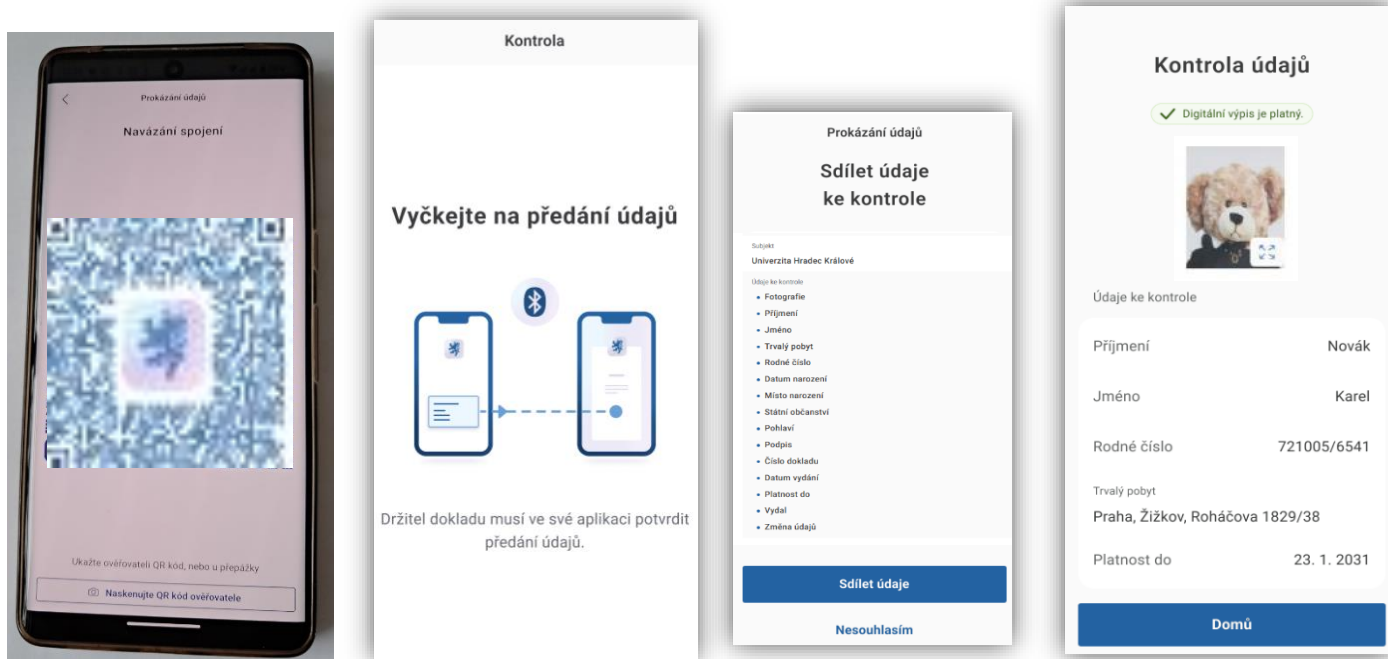 Prokázání údajů
Navázání spojení
Ukažte ověřovateli QR kód, nebo u přepážky
Naskenujte QR kód ověřovatele
Kontrola
Vyčkejte na předání údajů
Držitel dokladu musí ve své aplikaci potvrdit
předání údajů.
Prokázání údajů
Sdílet údaje
ke kontrole
Subjekt
Univerzita Hradec Králové
Údaje ke kontrole
• Fotografie
• Příjmení
• Jméno
• Trvalý pobyt
• Rodné číslo
• Datum narození
• Místo narození
• Státní občanství
• Pohlaví
• Podpis
• Číslo dokladu
• Datum vydání
• Platnost do
• Vydal
• Změna údajů
Sdílet údaje
Nesouhlasím
Kontrola údajů
Digitální výpis je platný.
Údaje ke kontrole
Příjmení Novák
Jméno Karel
Rodné číslo 721005/6541
Trvalý pobyt
Praha, Žižkov, Roháčova 1829/38
Platnost do 23. 1. 2031
Domů